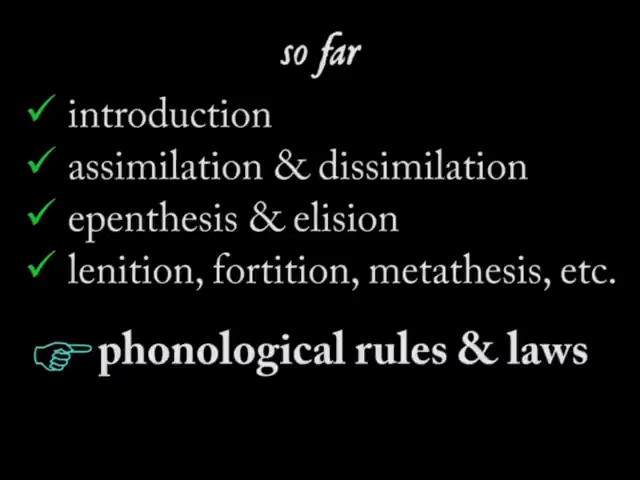 so far
introduction
assimilation & dissimilation
epenthesis & elision
lenition, fortition, metathesis, etc.
phonological rules & laws